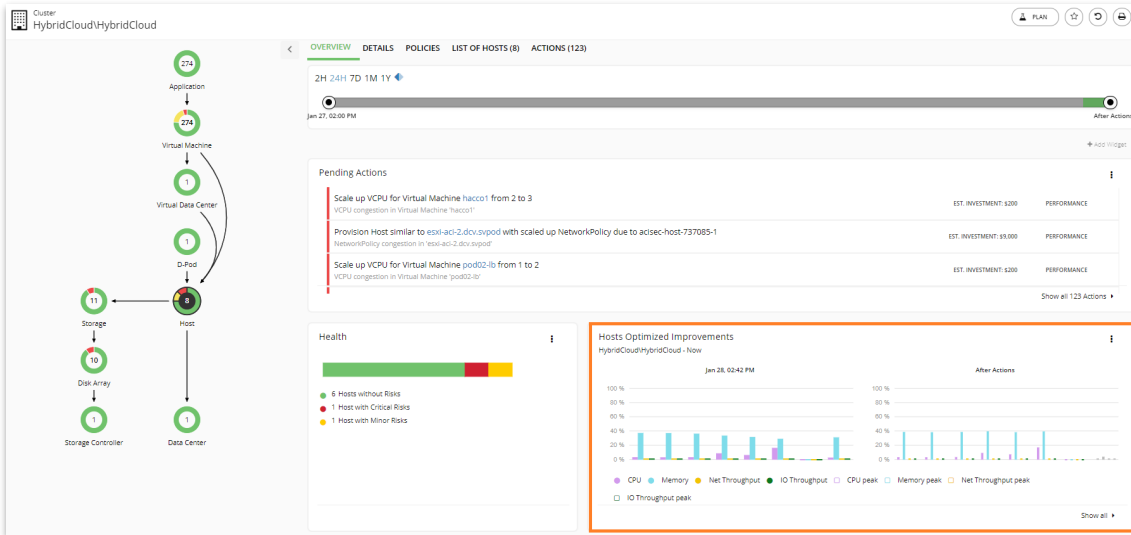 Cluster
HybridCloud\HybridCloud
PLAN
OVERVIEW DETAILS POLICIES LIST OF HOSTS (8) ACTIONS (123)
2H 24H 7D 1M 1Y
Jan 27, 02:00 PM After Actions
+ Add Widget
274
Application
274
Virtual Machine
1
Virtual Data Center
1
D-Pod
11
Storage
8
Host
10
Disk Array
1
Storage Controller
1
Data Center
Pending Actions
Scale up VCPU for Virtual Machine hacco1 from 2 to 3
VCPU congestion in Virtual Machine 'hacco1'
EST. INVESTMENT: $200 PERFORMANCE
Provision Host similar to esxi-aci-2.dcv.svpod with scaled up NetworkPolicy due to acisec-host-737085-1
NetworkPolicy congestion in 'esxi-aci-2.dcv.svpod'
EST. INVESTMENT: $9,000 PERFORMANCE
Scale up VCPU for Virtual Machine pod02-lb from 1 to 2
VCPU congestion in Virtual Machine 'pod02-lb'
EST. INVESTMENT: $200 PERFORMANCE
Show all 123 Actions
Health
6 Hosts without Risks
1 Host with Critical Risks
1 Host with Minor Risks
Hosts Optimized Improvements
HybridCloud\HybridCloud - Now
Jan 28, 02:42 PM
100 %
80 %
60 %
40 %
20 %
0 %
After Actions
100 %
80 %
60 %
40 %
20 %
0 %
CPU Memory Net Throughput IO Throughput CPU peak Memory peak Net Throughput peak
IO Throughput peak
Show all